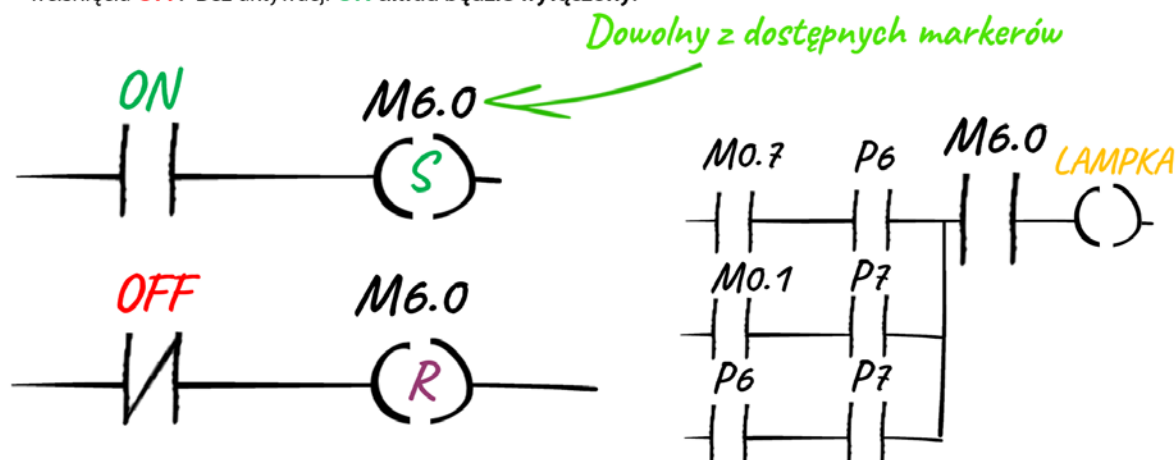 Dowolny z dostępnych markerów
ON
M6.0
S
OFF
M6.0
R
M0.7 P6 M6.0 LAMPKA
M0.1 P7
P6 P7